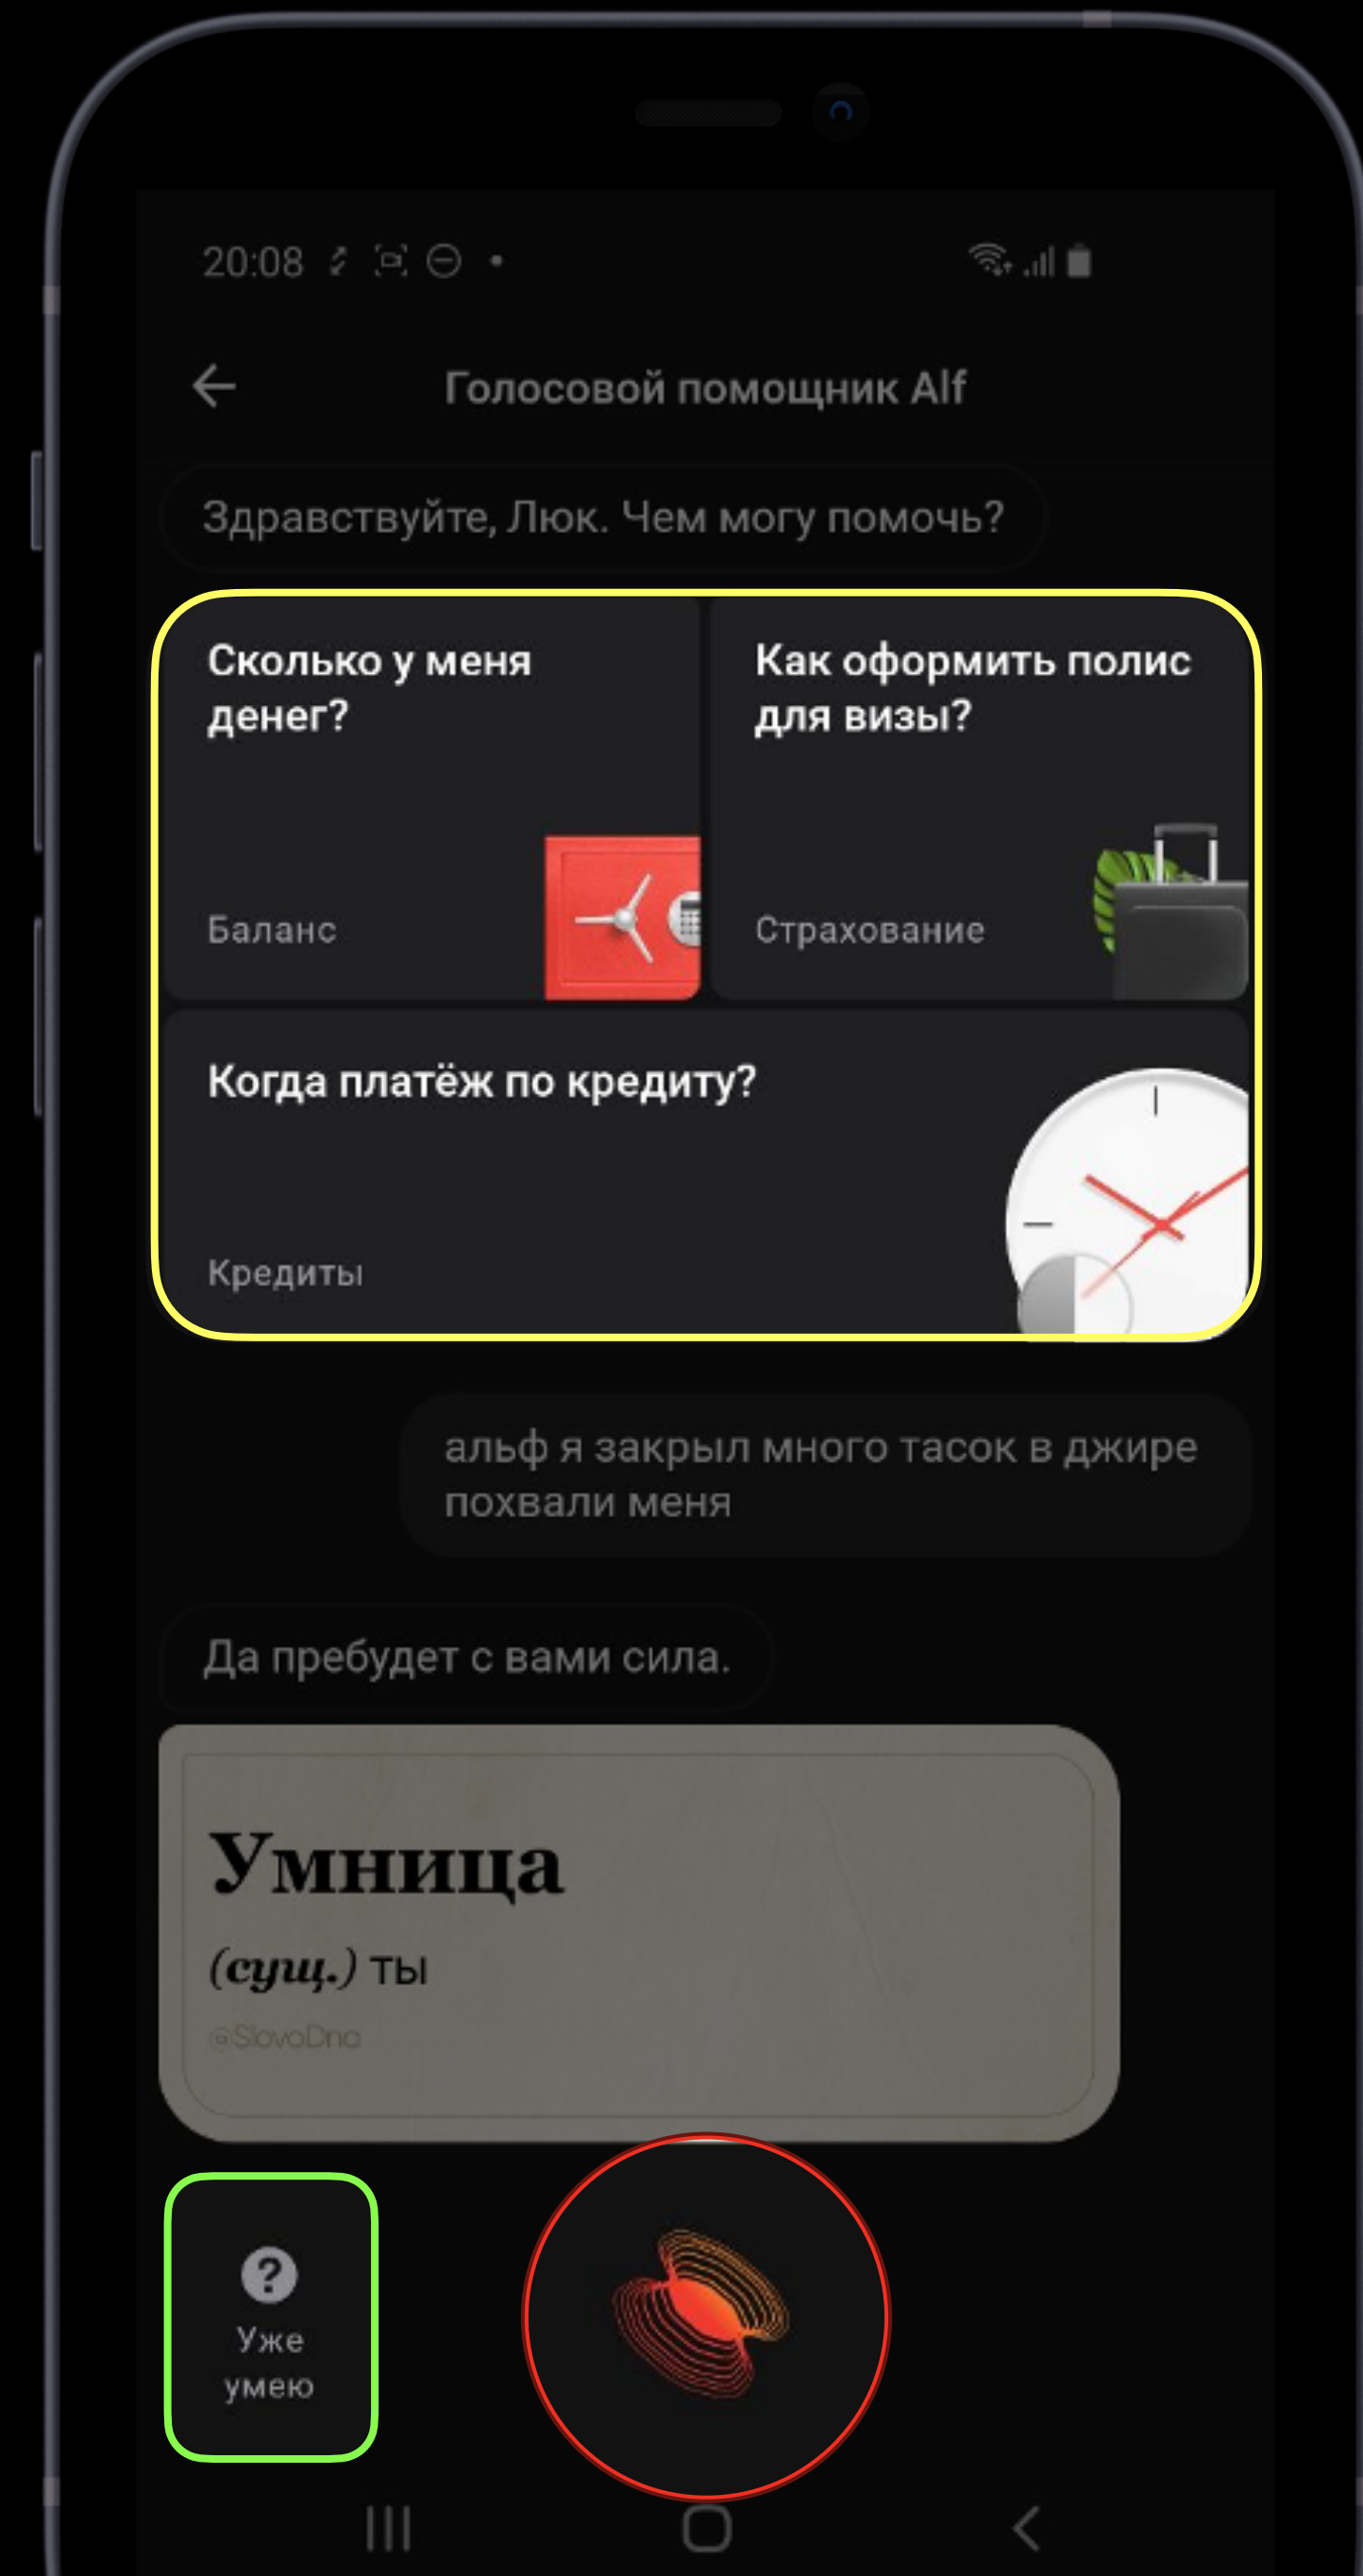 20:08
Голосовой помощник Alf
Здравствуйте, Люк. Чем могу помочь?
Сколько у меня
денег?
Баланс
Как оформить полис
для визы?
Страхование
Когда платёж по кредиту?
Кредиты
альф я закрыл много тасок в джире
похвали меня
Да пребудет с вами сила.
Умница
(сущ.) ты
@SlovoDna
?
Уже
умею